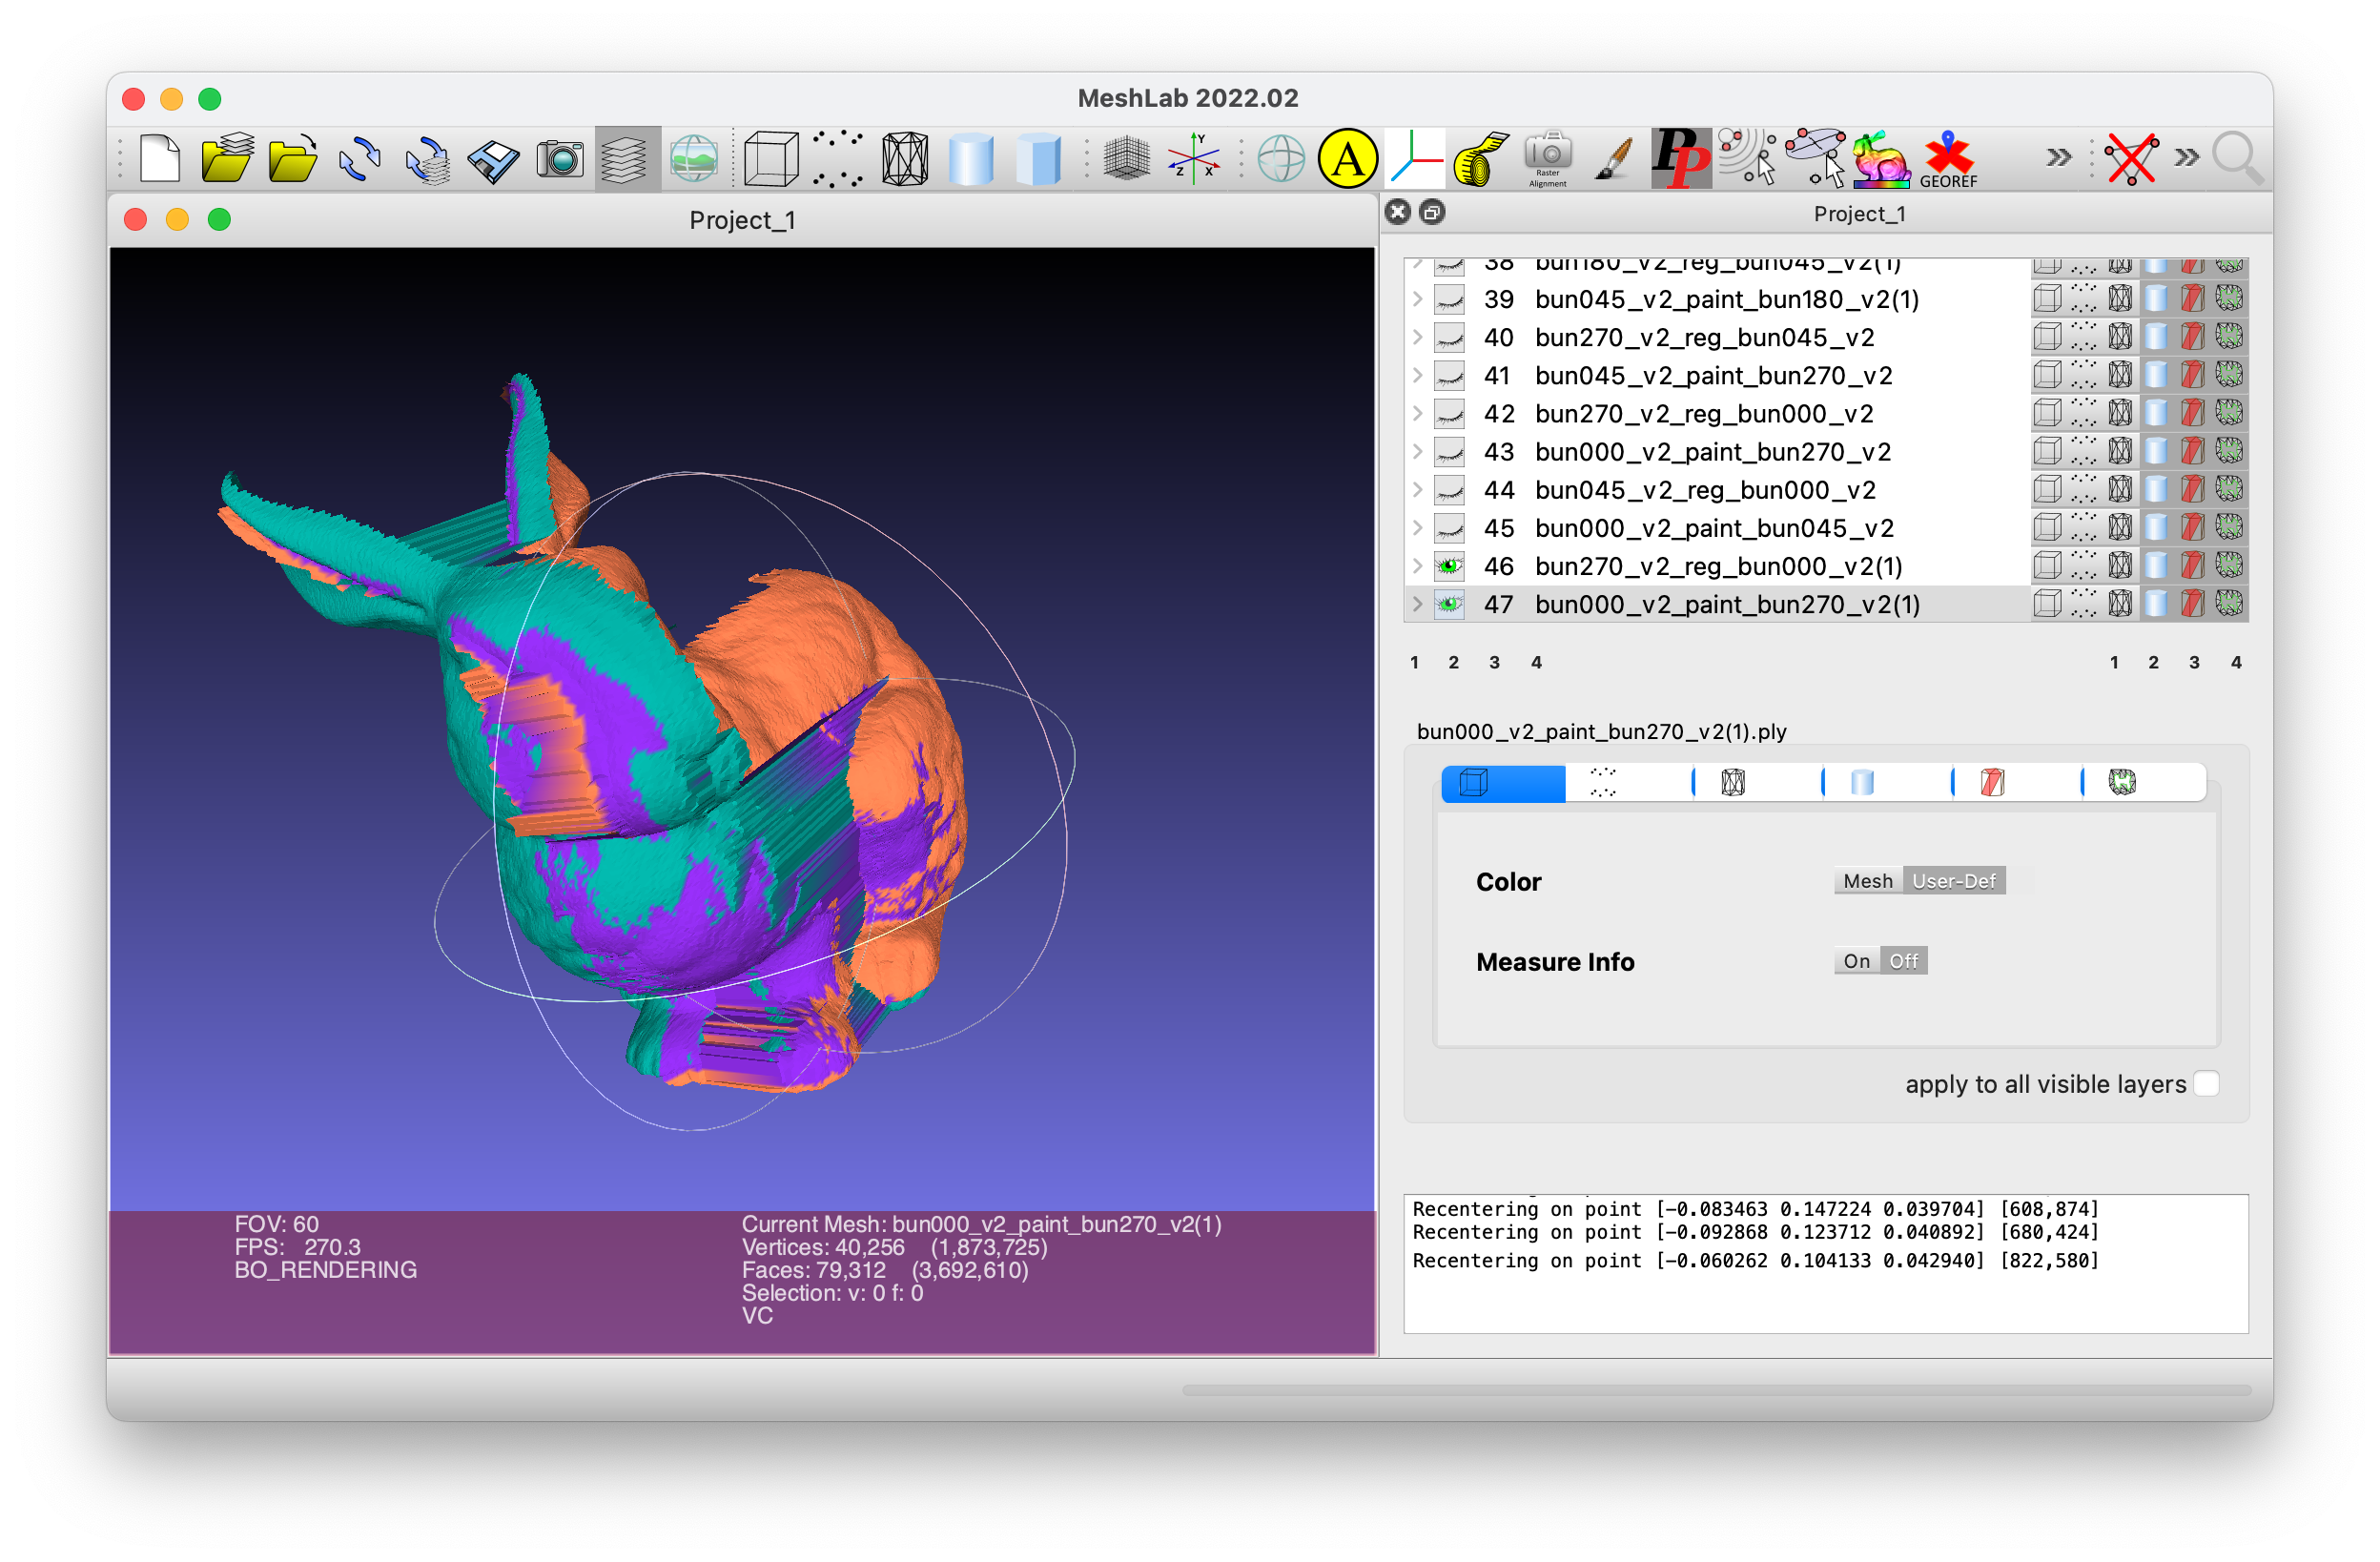 MeshLab 2022.02
A
Y
Z
X
Raster
Alignment
PP
GEOREF
Project_1
Project_1
38 bun180_v2_reg_bun045_v2(1)
39 bun045_v2_paint_bun180_v2(1)
40 bun270_v2_reg_bun045_v2
41 bun045_v2_paint_bun270_v2
42 bun270_v2_reg_bun000_v2
43 bun000_v2_paint_bun270_v2
44 bun045_v2_reg_bun000_v2
45 bun000_v2_paint_bun045_v2
46 bun270_v2_reg_bun000_v2(1)
47 bun000_v2_paint_bun270_v2(1)
1 2 3 4 1 2 3 4
bun000_v2_paint_bun270_v2(1).ply
Color Mesh User-Def
Measure Info On Off
apply to all visible layers
Recentering on point [-0.083463 0.147224 0.039704] [608,874]
Recentering on point [-0.092868 0.123712 0.040892] [680,424]
Recentering on point [-0.060262 0.104133 0.042940] [822,580]
FOV: 60
FPS: 270.3
BO_RENDERING
Current Mesh: bun000_v2_paint_bun270_v2(1)
Vertices: 40,256 (1,873,725)
Faces: 79,312 (3,692,610)
Selection: v: 0 f: 0
VC